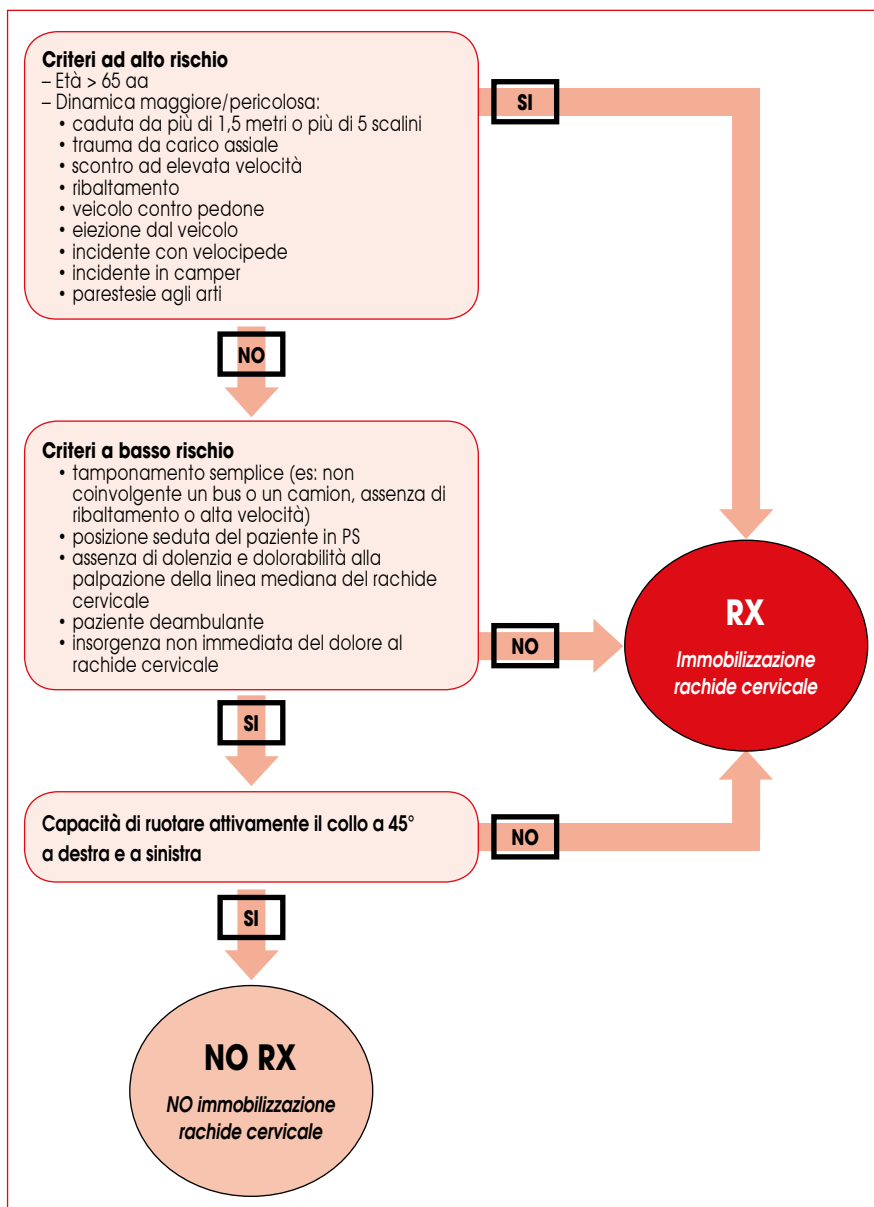 Criteri ad alto rischio
– Età > 65 aa
– Dinamica maggiore/pericolosa:
• caduta da più di 1,5 metri o più di 5 scalini
• trauma da carico assiale
• scontro ad elevata velocità
• ribaltamento
• veicolo contro pedone
• eiezione dal veicolo
• incidente con velocipede
• incidente in camper
• parestesie agli arti
SI
NO
Criteri a basso rischio
• tamponamento semplice (es: non
coinvolgente un bus o un camion, assenza di
ribaltamento o alta velocità)
• posizione seduta del paziente in PS
• assenza di dolenzia e dolorabilità alla
palpazione della linea mediana del rachide
cervicale
• paziente deambulante
• insorgenza non immediata del dolore al
rachide cervicale
NO
RX
Immobilizzazione
rachide cervicale
SI
Capacità di ruotare attivamente il collo a 45°
a destra e a sinistra
NO
SI
NO RX
NO immobilizzazione
rachide cervicale